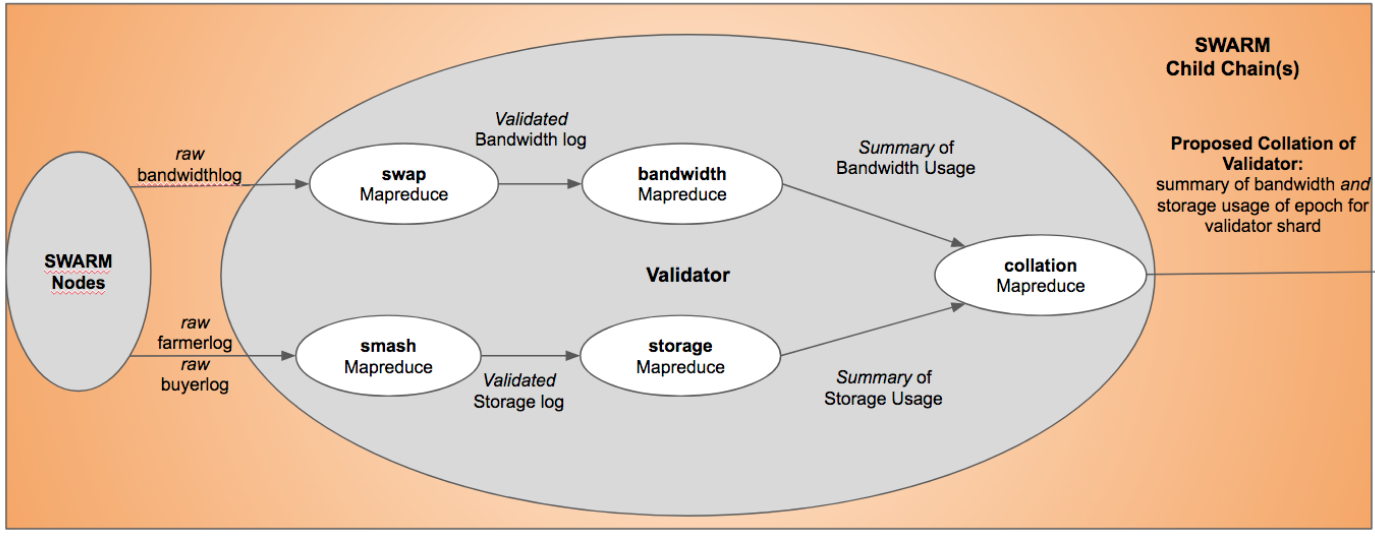 SWARM
Child Chain(s)
Validated
Bandwidth log
raw
bandwidthlog
swap
Mapreduce
bandwidth
Mapreduce
Summary of
Bandwidth Usage
Proposed Collation of
Validator:
summary of bandwidth and
storage usage of epoch for
validator shard
SWARM
Nodes
Validator
collation
Mapreduce
raw
farmerlog
raw
buyerlog
smash
Mapreduce
Validated
Storage log
storage
Mapreduce
Summary of
Storage Usage